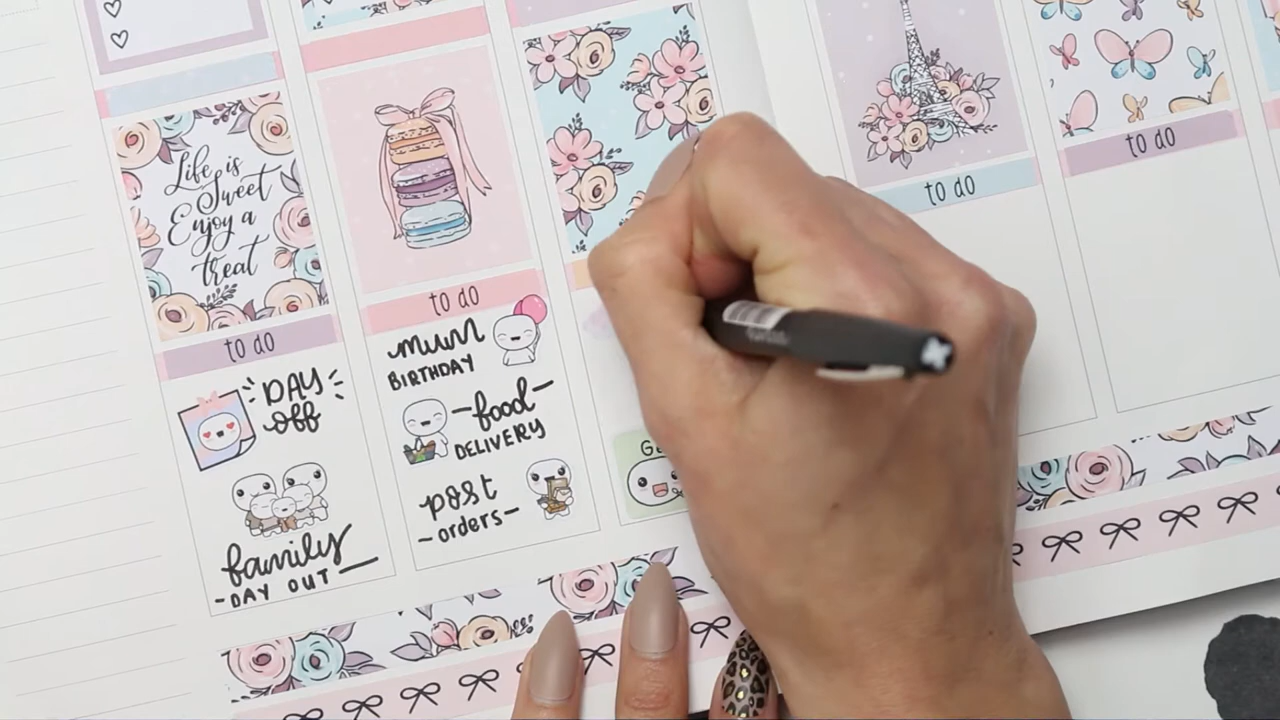 Life is
Sweet
Enjoy a
treat
to do
DAY
off
family
-DAY OUT-
to do
mum
BIRTHDAY
-food-
DELIVERY
post
-orders-
to do
to do